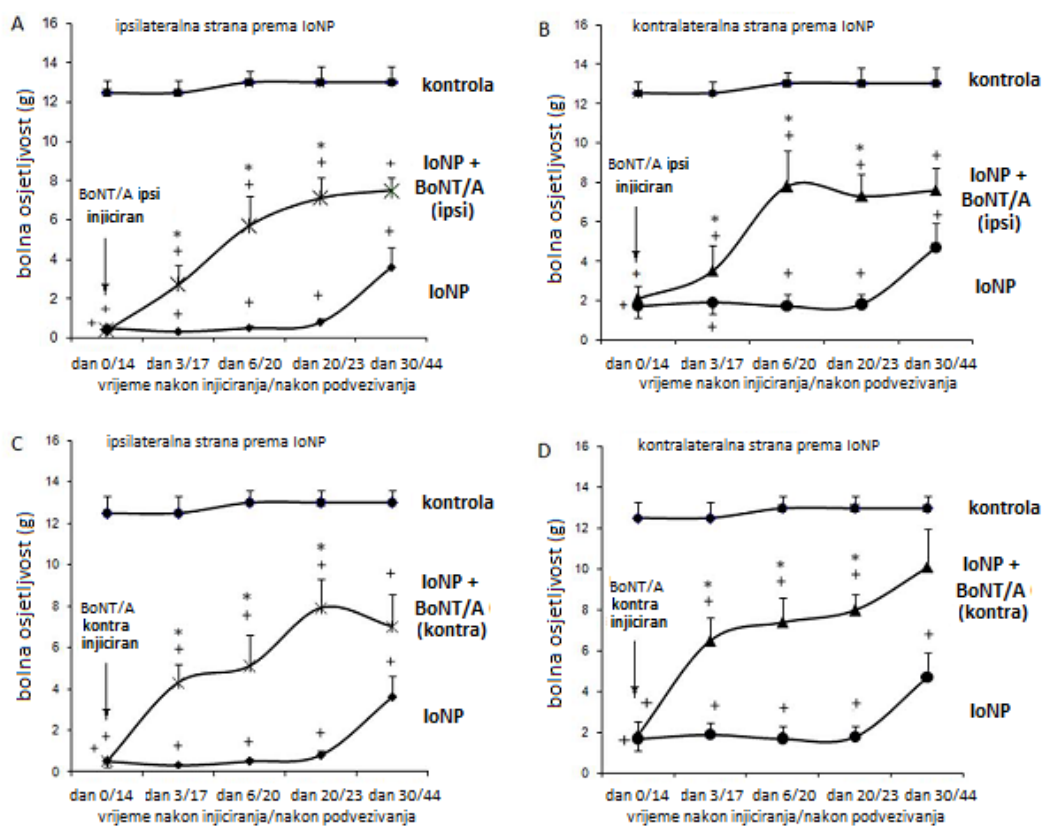 A
ipsilateralna strana prema IoNP
bolna osjetljivost (g)
16
14
12
10
8
6
4
2
0
kontrola
IoNP +
BoNT/A
(ipsi)
IoNP
BoNT/A ipsi
injiciran
* + * + * + +
+ + + + + +
dan 0/14 dan 3/17 dan 6/20 dan 20/23 dan 30/44
vrijeme nakon injiciranja/nakon podvezivanja
B
kontralateralna strana prema IoNP
bolna osjetljivost (g)
16
14
12
10
8
6
4
2
0
kontrola
IoNP +
BoNT/A
(ipsi)
IoNP
BoNT/A ipsi
injiciran
* + * + * + +
+ + + + + +
dan 0/14 dan 3/17 dan 6/20 dan 20/23 dan 30/44
vrijeme nakon injiciranja/nakon podvezivanja
C
ipsilateralna strana prema IoNP
bolna osjetljivost (g)
16
14
12
10
8
6
4
2
0
kontrola
IoNP +
BoNT/A
(kontra)
IoNP
BoNT/A
kontra
injiciran
* + * + * + +
+ + + + + +
dan 0/14 dan 3/17 dan 6/20 dan 20/23 dan 30/44
vrijeme nakon injiciranja/nakon podvezivanja
D
kontralateralna strana prema IoNP
bolna osjetljivost (g)
16
14
12
10
8
6
4
2
0
kontrola
IoNP +
BoNT/A
(kontra)
IoNP
BoNT/A
kontra
injiciran
* + * + * +
+ + + + + +
dan 0/14 dan 3/17 dan 6/20 dan 20/23 dan 30/44
vrijeme nakon injiciranja/nakon podvezivanja